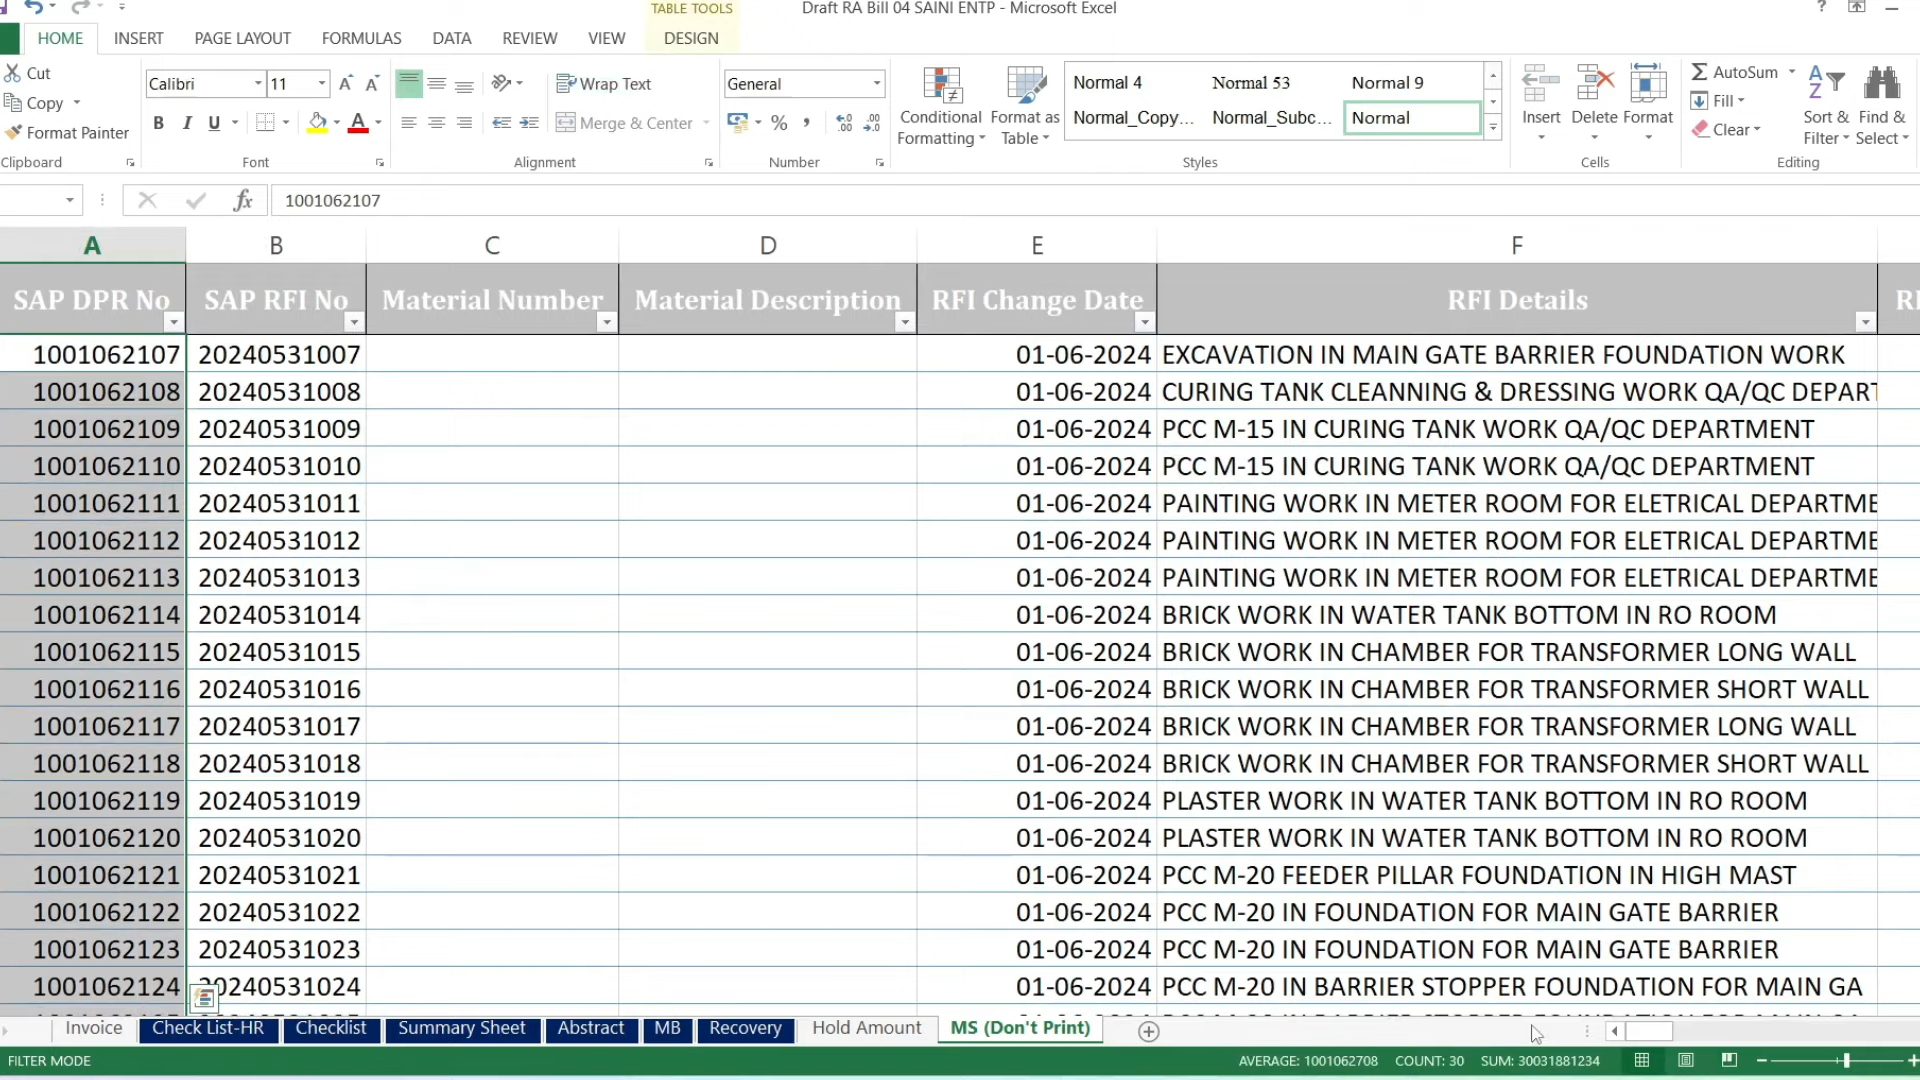 TABLE TOOLS
Draft RA Bill 04 SAINI ENTP - Microsoft Excel
?
HOME INSERT PAGE LAYOUT FORMULAS DATA REVIEW VIEW DESIGN
Cut
Copy
Format Painter
Clipboard
Calibri 11
B I U A
Font
Wrap Text
Merge & Center
Alignment
General
% ,
Number
Conditional Formatting
Format as Table
Normal 4 Normal 53 Normal 9
Normal_Copy... Normal_Subc... Normal
Styles
Insert Delete Format
Cells
AutoSum
Fill
Clear
Sort & Filter
Find & Select
Editing
fx 1001062107
A B C D E F
SAP DPR No SAP RFI No Material Number Material Description RFI Change Date RFI Details
1001062107 20240531007 01-06-2024 EXCAVATION IN MAIN GATE BARRIER FOUNDATION WORK
1001062108 20240531008 01-06-2024 CURING TANK CLEANNING & DRESSING WORK QA/QC DEPART
1001062109 20240531009 01-06-2024 PCC M-15 IN CURING TANK WORK QA/QC DEPARTMENT
1001062110 20240531010 01-06-2024 PCC M-15 IN CURING TANK WORK QA/QC DEPARTMENT
1001062111 20240531011 01-06-2024 PAINTING WORK IN METER ROOM FOR ELETRICAL DEPARTME
1001062112 20240531012 01-06-2024 PAINTING WORK IN METER ROOM FOR ELETRICAL DEPARTME
1001062113 20240531013 01-06-2024 PAINTING WORK IN METER ROOM FOR ELETRICAL DEPARTME
1001062114 20240531014 01-06-2024 BRICK WORK IN WATER TANK BOTTOM IN RO ROOM
1001062115 20240531015 01-06-2024 BRICK WORK IN CHAMBER FOR TRANSFORMER LONG WALL
1001062116 20240531016 01-06-2024 BRICK WORK IN CHAMBER FOR TRANSFORMER SHORT WALL
1001062117 20240531017 01-06-2024 BRICK WORK IN CHAMBER FOR TRANSFORMER LONG WALL
1001062118 20240531018 01-06-2024 BRICK WORK IN CHAMBER FOR TRANSFORMER SHORT WALL
1001062119 20240531019 01-06-2024 PLASTER WORK IN WATER TANK BOTTOM IN RO ROOM
1001062120 20240531020 01-06-2024 PLASTER WORK IN WATER TANK BOTTOM IN RO ROOM
1001062121 20240531021 01-06-2024 PCC M-20 FEEDER PILLAR FOUNDATION IN HIGH MAST
1001062122 20240531022 01-06-2024 PCC M-20 IN FOUNDATION FOR MAIN GATE BARRIER
1001062123 20240531023 01-06-2024 PCC M-20 IN FOUNDATION FOR MAIN GATE BARRIER
1001062124 20240531024 01-06-2024 PCC M-20 IN BARRIER STOPPER FOUNDATION FOR MAIN GA
Invoice Check List-HR Checklist Summary Sheet Abstract MB Recovery Hold Amount MS (Don't Print)
FILTER MODE AVERAGE: 1001062708 COUNT: 30 SUM: 30031881234